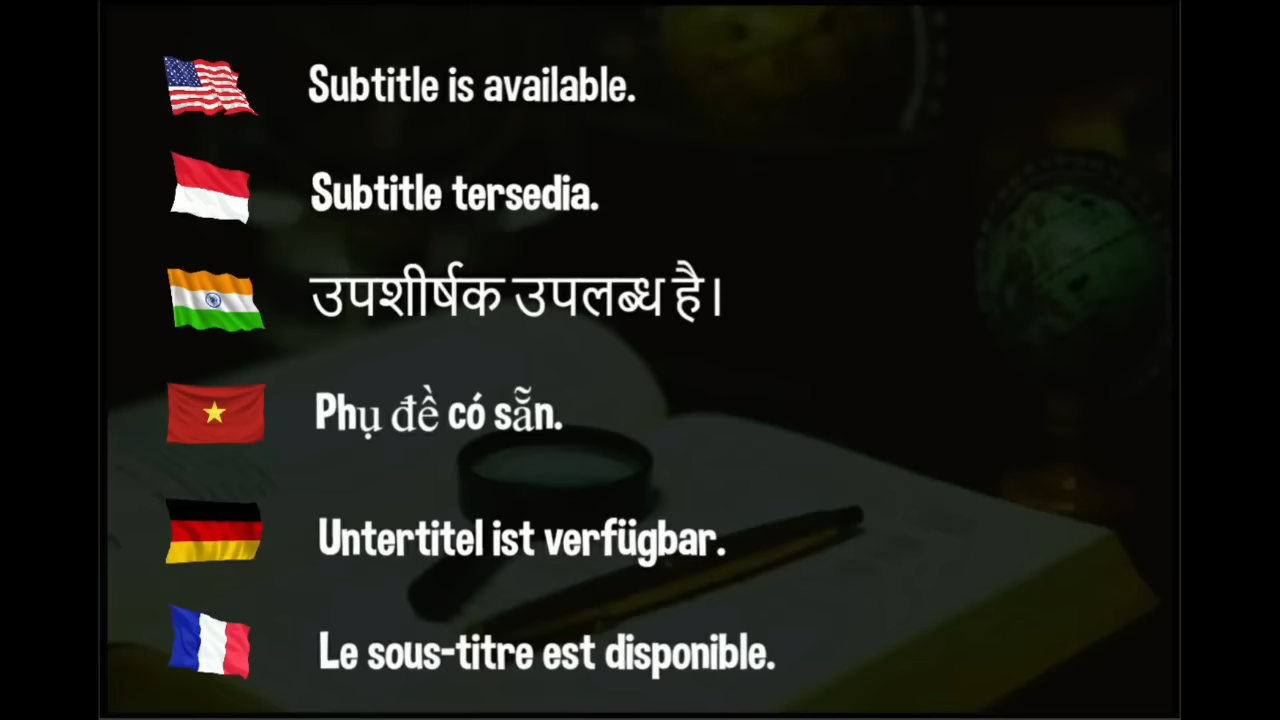 Subtitle is available.
Subtitle tersedia.
उपशीर्षक उपलब्ध है।
Phụ đề có sẵn.
Untertitel ist verfügbar.
Le sous-titre est disponible.